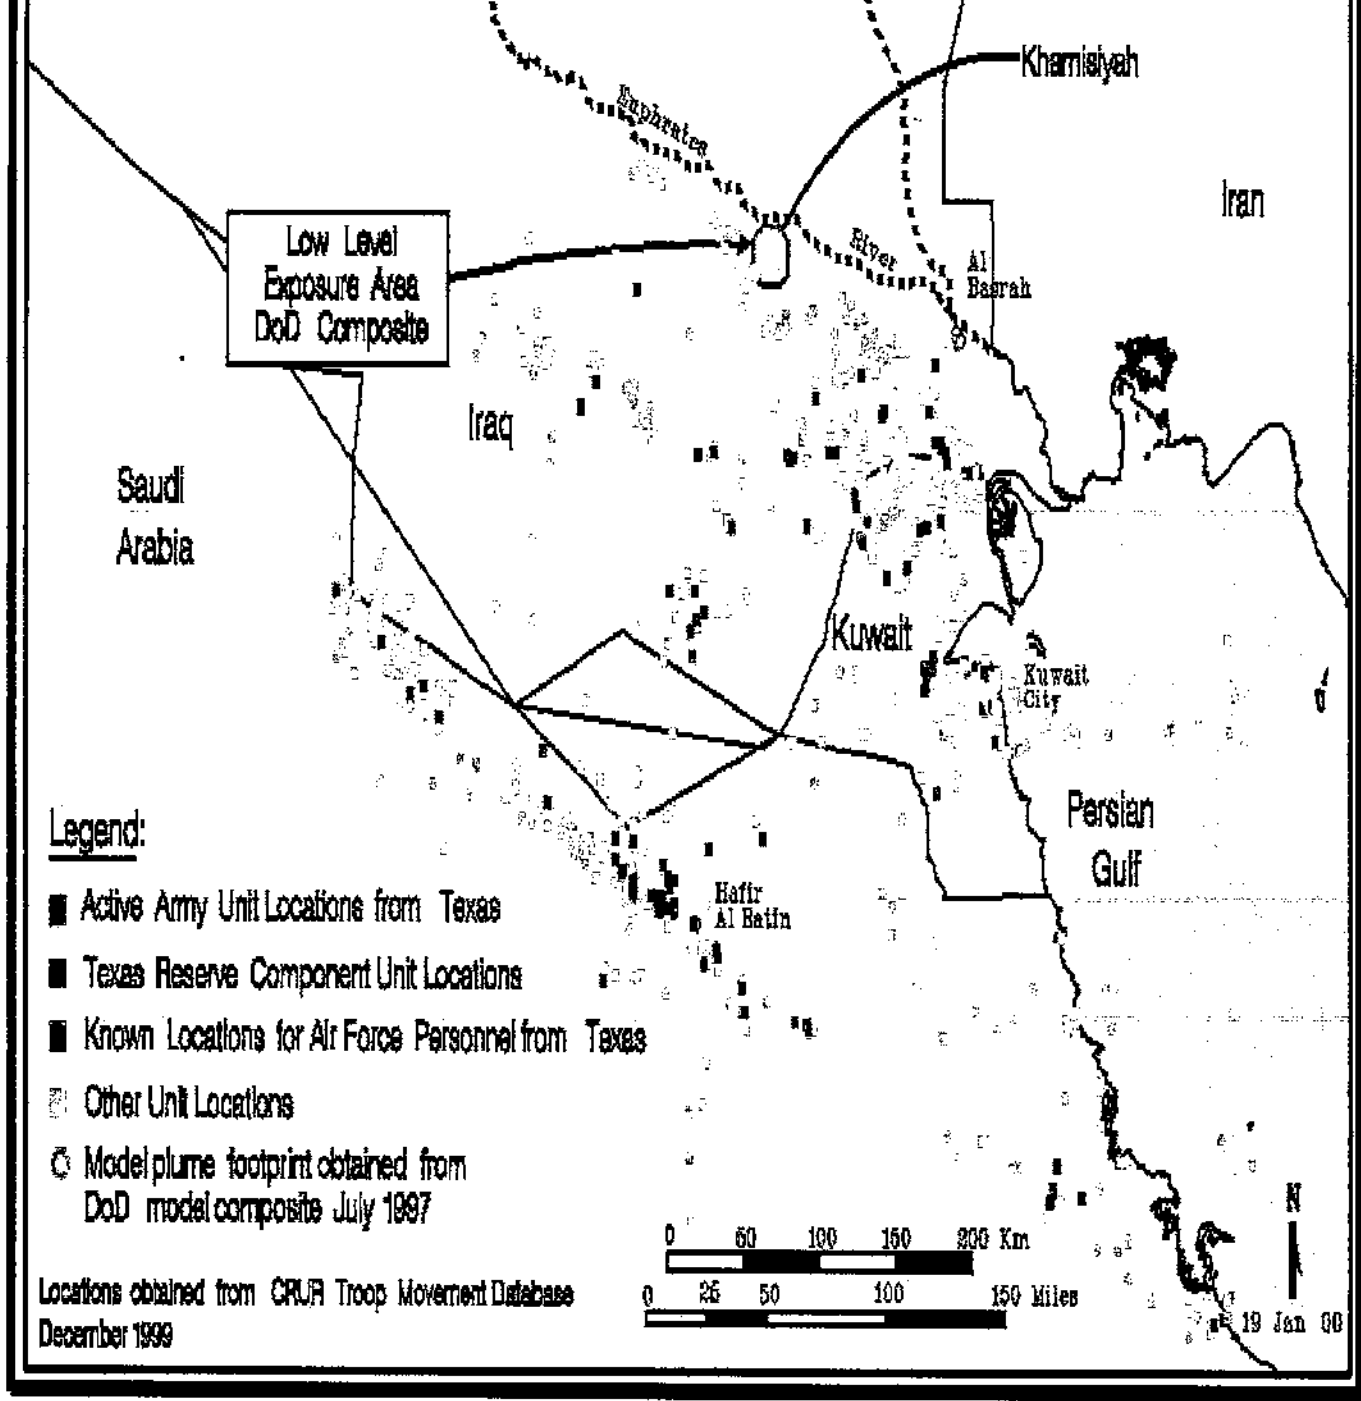 Khamisiyah
Euphrates
Iran
Low Level
Exposure Area
DoD Composite
River
Al
Basrah
Iraq
Saudi
Arabia
Kuwait
Kuwait
City
Persian
Gulf
Legend:
Active Army Unit Locations from Texas
Hafir
Al Batin
Texas Reserve Component Unit Locations
Known Locations for Air Force Personnel from Texas
Other Unit Locations
Model plume footprint obtained from
DoD model composite July 1997
N
0 50 100 150 200 Km
0 25 50 100 150 Miles
Locations obtained from CRUR Troop Movement Database
December 1999
19 Jan 00